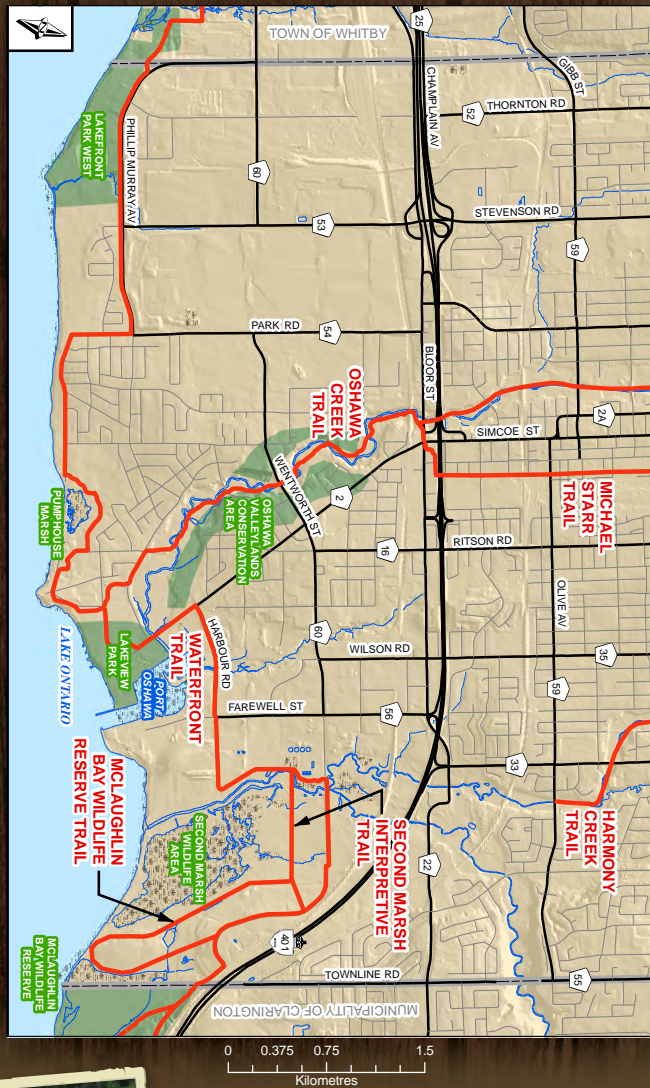 TOWN OF WHITBY
25
GIBB ST
THORNTON RD
52
CHAMPLAIN AV
LAKEFRONT
PARK WEST
PHILLIP MURRAY AV
60
STEVENSON RD
53
59
PARK RD
54
BLOOR ST
OSHAWA
CREEK
TRAIL
2A
SIMCOE ST
MICHAEL
STARR
TRAIL
WENTWORTH ST
2
OSHAWA
VALLEYLANDS
CONSERVATION
AREA
PUMPHOUSE
MARSH
16
RITSON RD
OLIVE AV
LAKE ONTARIO
LAKEVIEW
PARK
PORT
OSHAWA
WATERFRONT
TRAIL
HARBOUR RD
60
WILSON RD
35
59
FAREWELL ST
56
33
MCLAUGHLIN
BAY WILDLIFE
RESERVE TRAIL
SECOND MARSH
WILDLIFE
AREA
SECOND MARSH
INTERPRETIVE
TRAIL
HARMONY
CREEK
TRAIL
22
401
TOWNLINE RD
55
MCLAUGHLIN
BAY WILDLIFE
RESERVE
MUNICIPALITY OF CLARINGTON
0 0.375 0.75 1.5
Kilometres